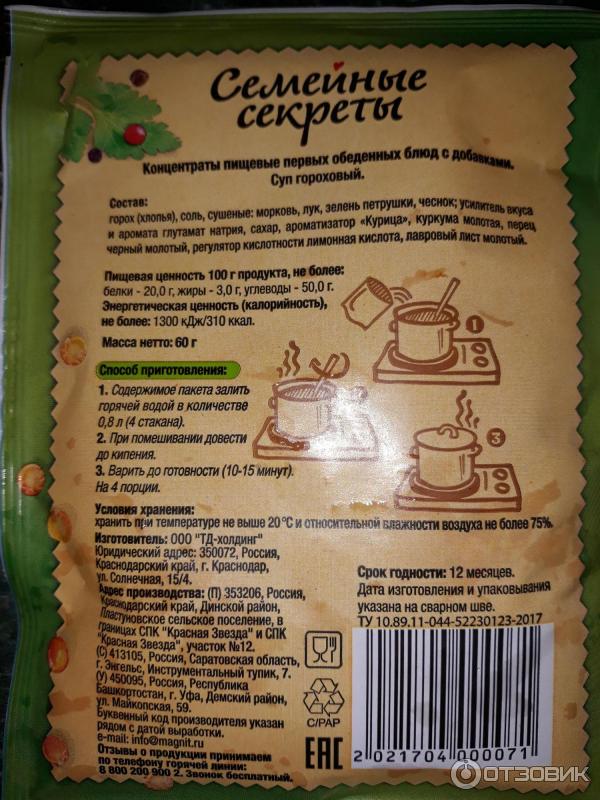 Семейные
секреты
Концентраты пищевые первых обеденных блюд с добавками.
Суп гороховый.
Состав:
горох (хлопья), соль, сушеные: морковь, лук, зелень петрушки, чеснок; усилитель вкуса
и аромата глутамат натрия, сахар, ароматизатор «Курица», куркума молотая, перец
черный молотый, регулятор кислотности лимонная кислота, лавровый лист молотый.
Пищевая ценность 100 г продукта, не более:
белки - 20,0 г, жиры - 3,0 г, углеводы - 50,0 г.
Энергетическая ценность (калорийность),
не более: 1300 кДж/310 ккал.
Масса нетто: 60 г
Способ приготовления:
1. Содержимое пакета залить
горячей водой в количестве
0,8 л (4 стакана).
2. При помешивании довести
до кипения.
3. Варить до готовности (10-15 минут).
На 4 порции.
1
2
3
Условия хранения:
хранить при температуре не выше 20°С и относительной влажности воздуха не более 75%.
Изготовитель: ООО "ТД-холдинг"
Юридический адрес: 350072, Россия,
Краснодарский край, г. Краснодар,
ул. Солнечная, 15/4.
Адрес производства: (П) 353206, Россия,
Краснодарский край, Динской район,
Пластуновское сельское поселение, в
границах СПК "Красная Звезда" и СПК
"Красная Звезда", участок №12.
(С) 413105, Россия, Саратовская область,
г. Энгельс, Инструментальный тупик, 7.
(У) 450095, Россия, Республика
Башкортостан, г. Уфа, Демский район,
ул. Майкопская, 59.
Буквенный код производителя указан
рядом с датой выработки.
e-mail: info@magnit.ru
Отзывы о продукции принимаем
по телефону горячей линии:
8 800 200 900 2. Звонок бесплатный.
Срок годности: 12 месяцев.
Дата изготовления и упаковывания
указана на сварном шве.
ТУ 10.89.11-044-52230123-2017
C/PAP
EAC
2 021704 000071
ОТЗОВИК